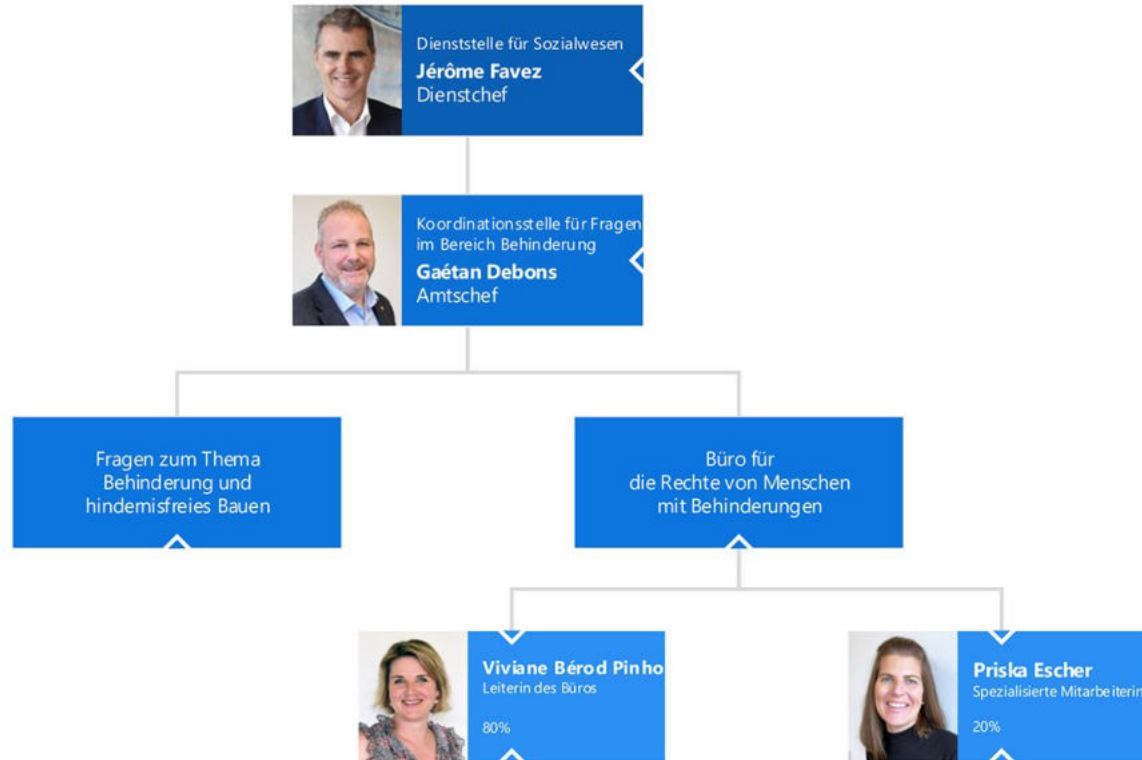 Dienststelle für Sozialwesen
Jérôme Favez
Dienstchef
Koordinationsstelle für Fragen
im Bereich Behinderung
Gaétan Debons
Amtschef
Fragen zum Thema
Behinderung und
hindernisfreies Bauen
Büro für
die Rechte von Menschen
mit Behinderungen
Viviane Bérod Pinho
Leiterin des Büros
80%
Priska Escher
Spezialisierte Mitarbeiterin
20%